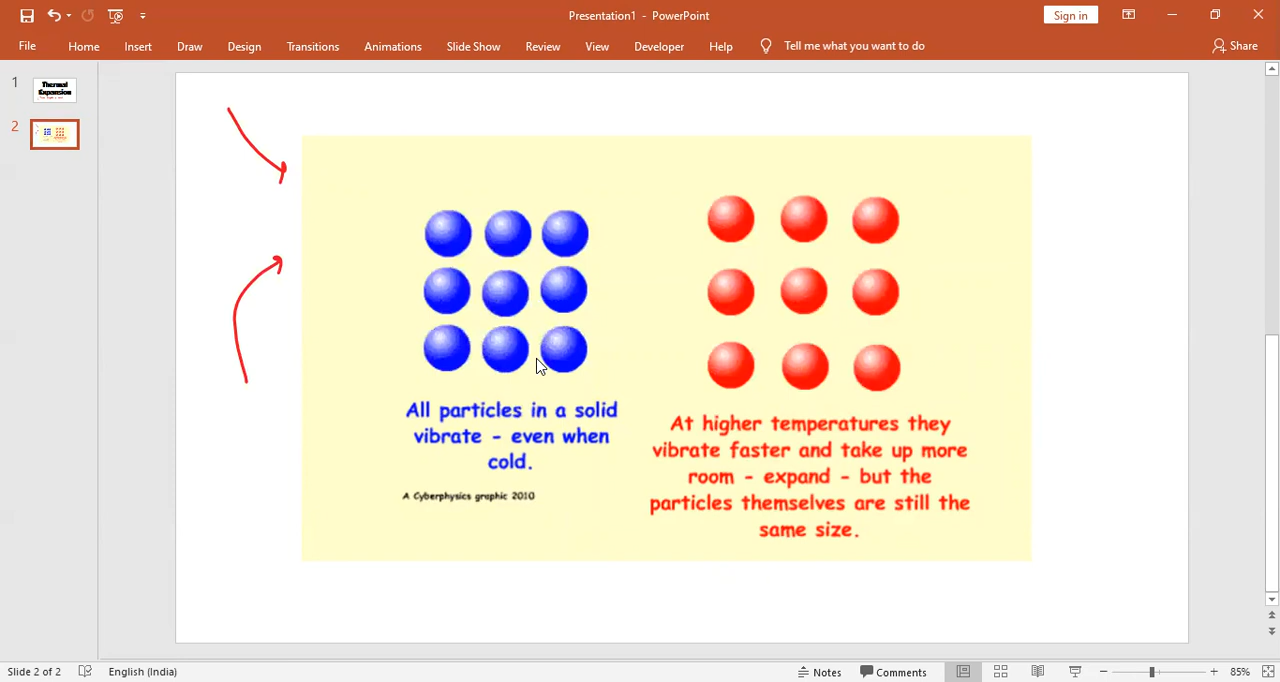 Presentation1 - PowerPoint
Sign in
File Home Insert Draw Design Transitions Animations Slide Show Review View Developer Help Tell me what you want to do Share
1
Thermal
Expansion
2
All particles in a solid
vibrate - even when
cold.
A Cyberphysics graphic 2010
At higher temperatures they
vibrate faster and take up more
room - expand - but the
particles themselves are still the
same size.
Slide 2 of 2 English (India) Notes Comments 85%